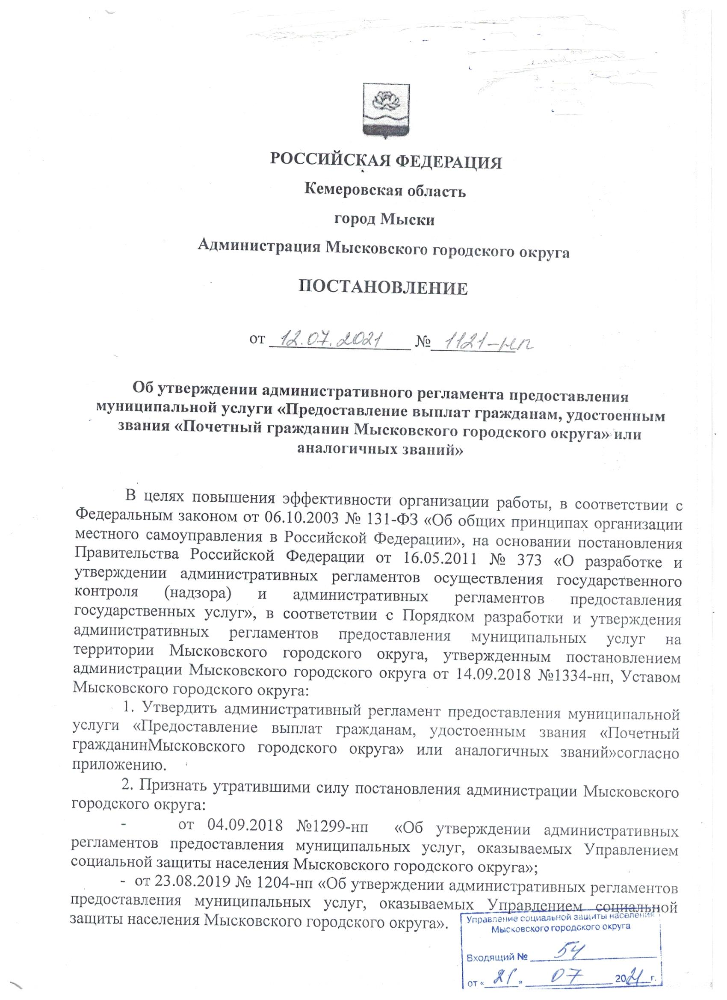 РОССИЙСКАЯ ФЕДЕРАЦИЯ
Кемеровская область
город Мыски
Администрация Мысковского городского округа
ПОСТАНОВЛЕНИЕ
от 12.07.2021 № 1121-нп
Об утверждении административного регламента предоставления
муниципальной услуги «Предоставление выплат гражданам, удостоенным
звания «Почетный гражданин Мысковского городского округа» или
аналогичных званий»
В целях повышения эффективности организации работы, в соответствии с
Федеральным законом от 06.10.2003 № 131-ФЗ «Об общих принципах организации
местного самоуправления в Российской Федерации», на основании постановления
Правительства Российской Федерации от 16.05.2011 № 373 «О разработке и
утверждении административных регламентов осуществления государственного
контроля (надзора) и административных регламентов предоставления
государственных услуг», в соответствии с Порядком разработки и утверждения
административных регламентов предоставления муниципальных услуг на
территории Мысковского городского округа, утвержденным постановлением
администрации Мысковского городского округа от 14.09.2018 №1334-нп, Уставом
Мысковского городского округа:
1. Утвердить административный регламент предоставления муниципальной
услуги «Предоставление выплат гражданам, удостоенным звания «Почетный
гражданинМысковского городского округа» или аналогичных званий»согласно
приложению.
2. Признать утратившими силу постановления администрации Мысковского
городского округа:
- от 04.09.2018 №1299-нп «Об утверждении административных
регламентов предоставления муниципальных услуг, оказываемых Управлением
социальной защиты населения Мысковского городского округа»;
- от 23.08.2019 № 1204-нп «Об утверждении административных регламентов
предоставления муниципальных услуг, оказываемых Управлением социальной
защиты населения Мысковского городского округа».
Управление социальной защиты населения
Мысковского городского округа
Входящий № 54
от « 21 » 07 2021 г.